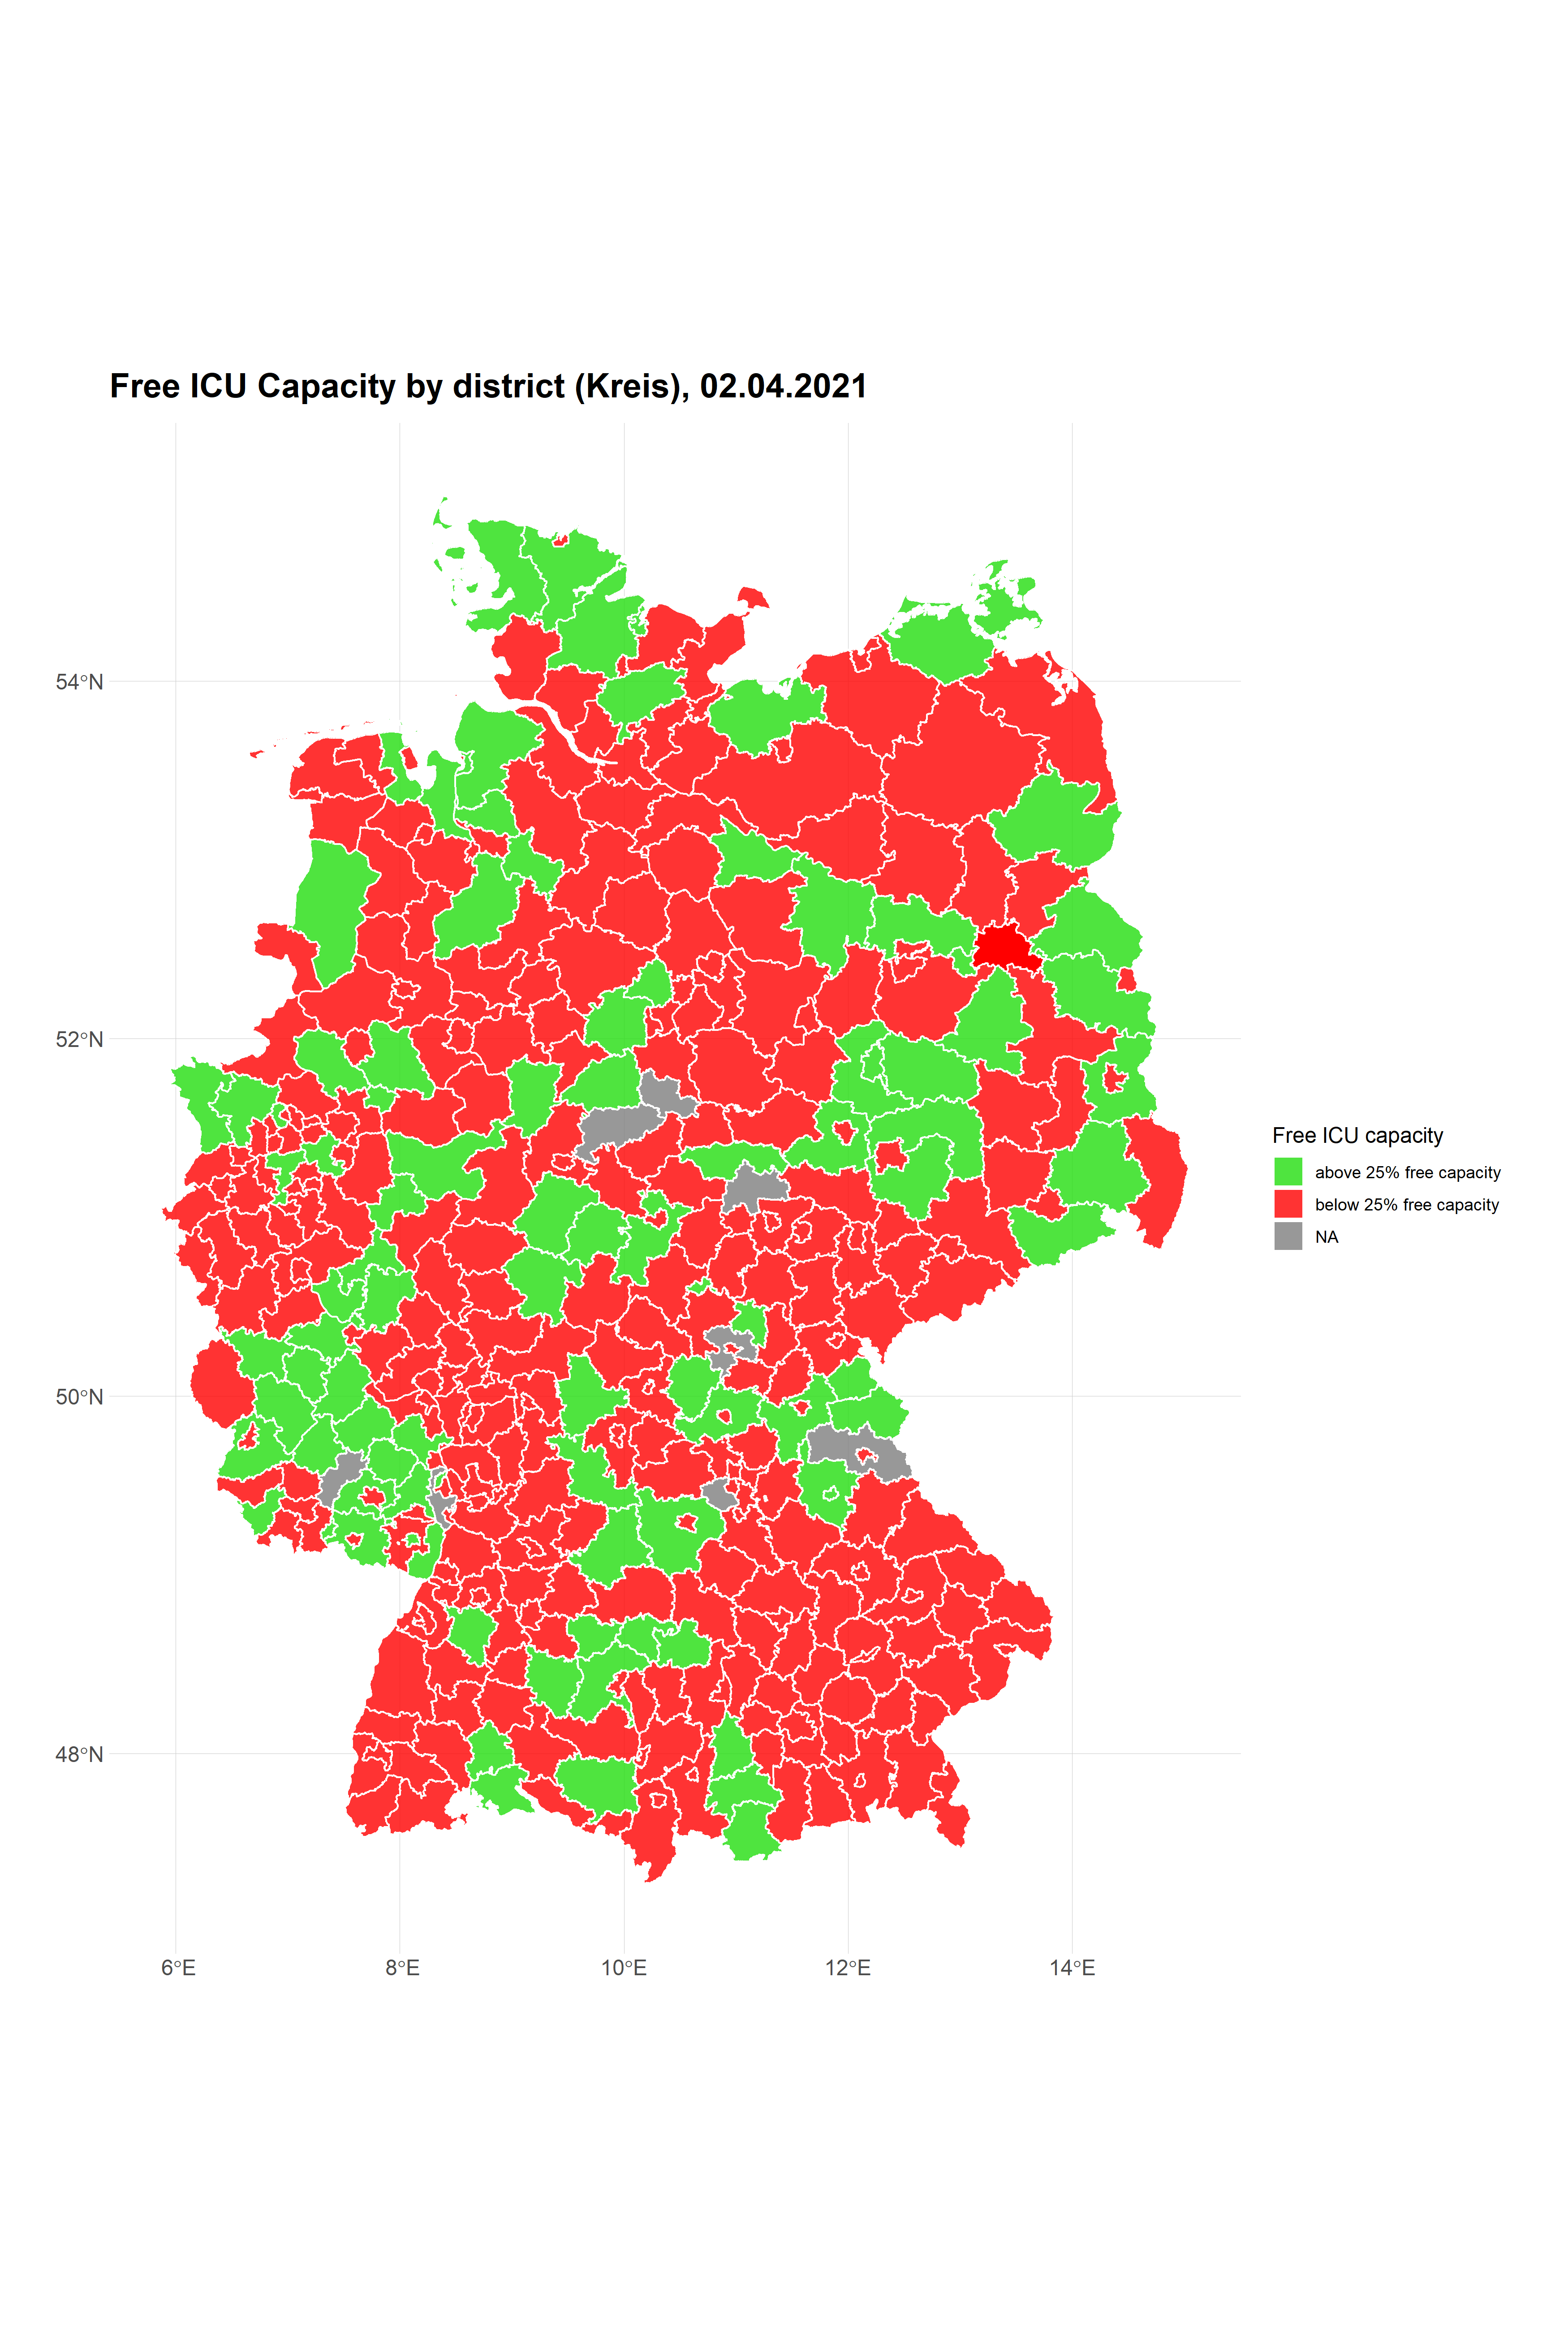 Free ICU Capacity by district (Kreis), 02.04.2021
54°N
52°N
50°N
48°N
6°E
8°E
10°E
12°E
14°E
Free ICU capacity
above 25% free capacity
below 25% free capacity
NA